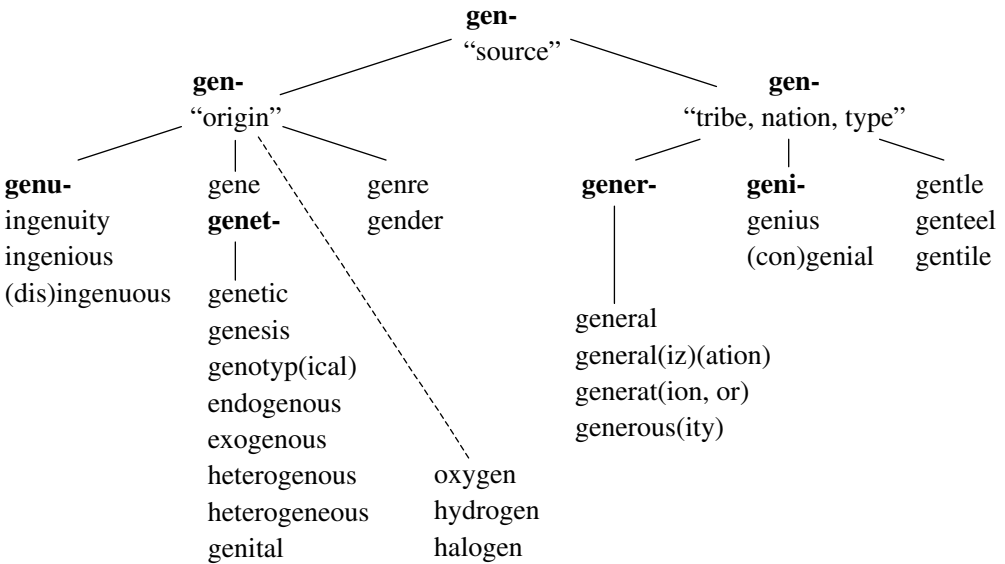 gen-
“source”
gen-
“origin”
gen-
“tribe, nation, type”
genu-
ingenuity
ingenious
(dis)ingenuous
gene
genet-
genetic
genesis
genotyp(ical)
endogenous
exogenous
heterogenous
heterogeneous
genital
genre
gender
oxygen
hydrogen
halogen
gener-
general
general(iz)(ation)
generat(ion, or)
generous(ity)
geni-
genius
(con)genial
gentle
genteel
gentile